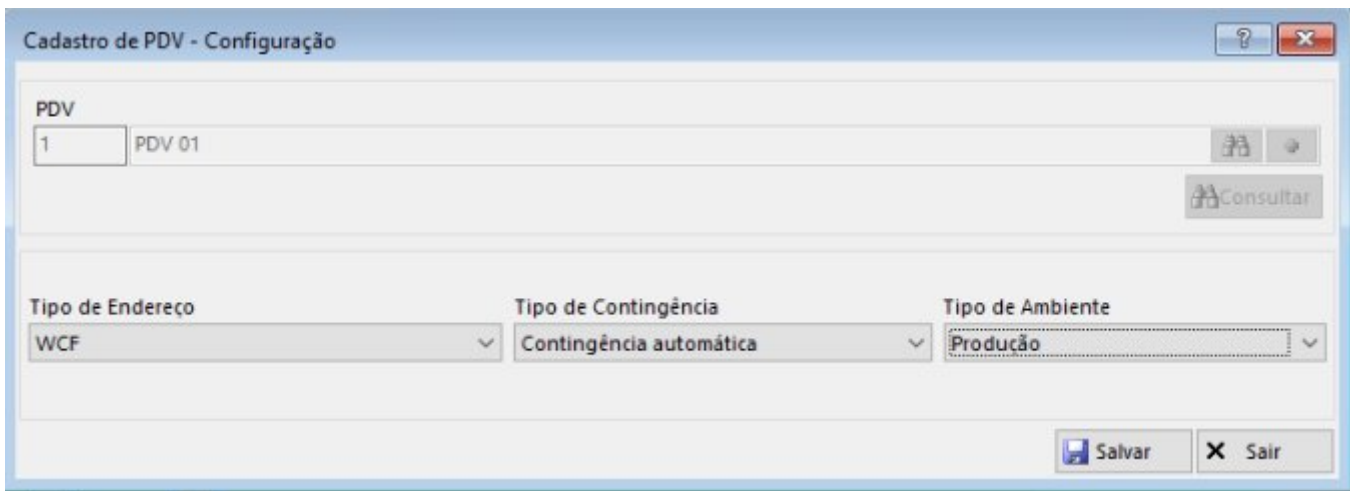 Cadastro de PDV - Configuração
?
PDV
1 PDV 01
Consultar
Tipo de Endereço Tipo de Contingência Tipo de Ambiente
WCF Contingência automática Produção
Salvar Sair